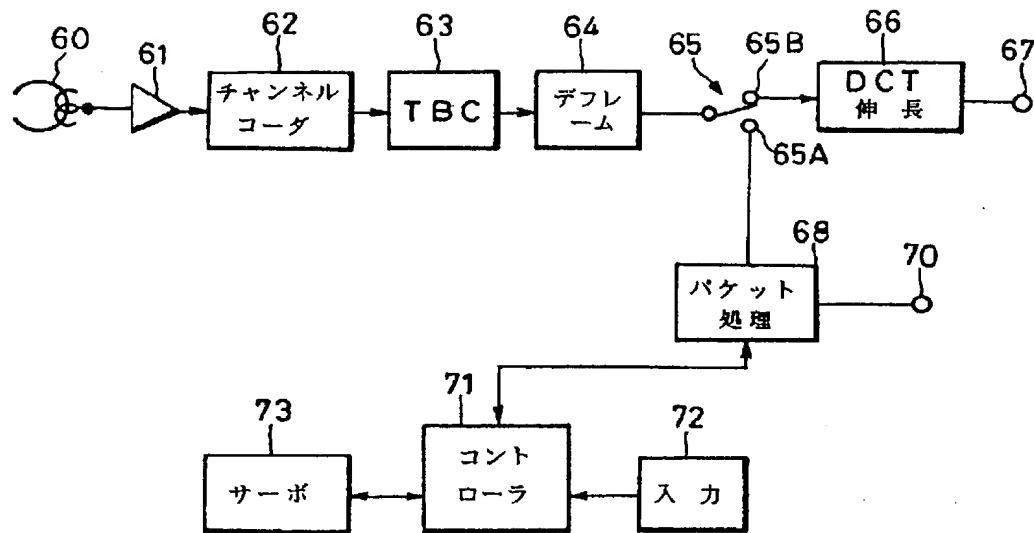 60
61
62
チャンネル
コーダ
63
TBC
64
デフレ
ーム
65
65B
65A
66
DCT
伸長
67
68
パケット
処理
70
71
コント
ローラ
72
入力
73
サーボ